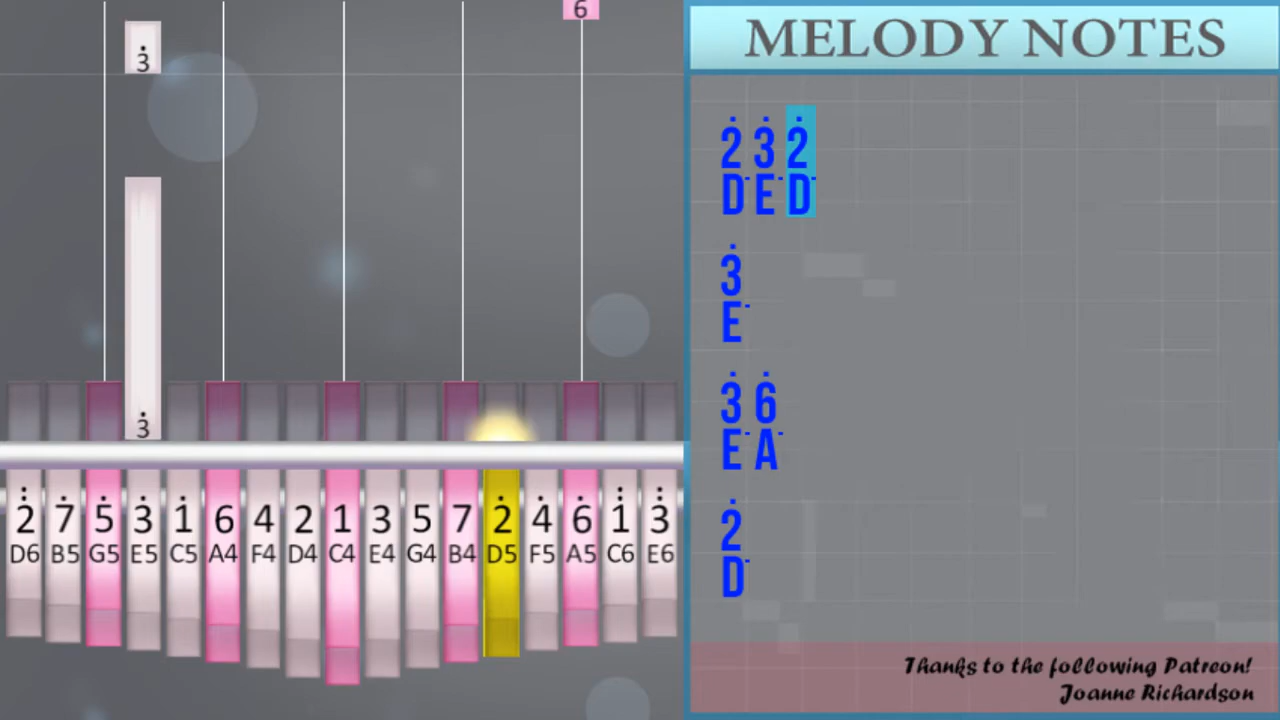 6
3̇
3̇
2̈ 7̇ 5̇ 3̇ 1̇ 6 4 2 1 3 5 7 2̇ 4̇ 6̇ 1̈ 3̈
D6 B5 G5 E5 C5 A4 F4 D4 C4 E4 G4 B4 D5 F5 A5 C6 E6
MELODY NOTES
2̇ 3̇ 2̇
D· E· D·
3̇
E·
3̇ 6̇
E· A·
2̇
D·
Thanks to the following Patreon!
Joanne Richardson